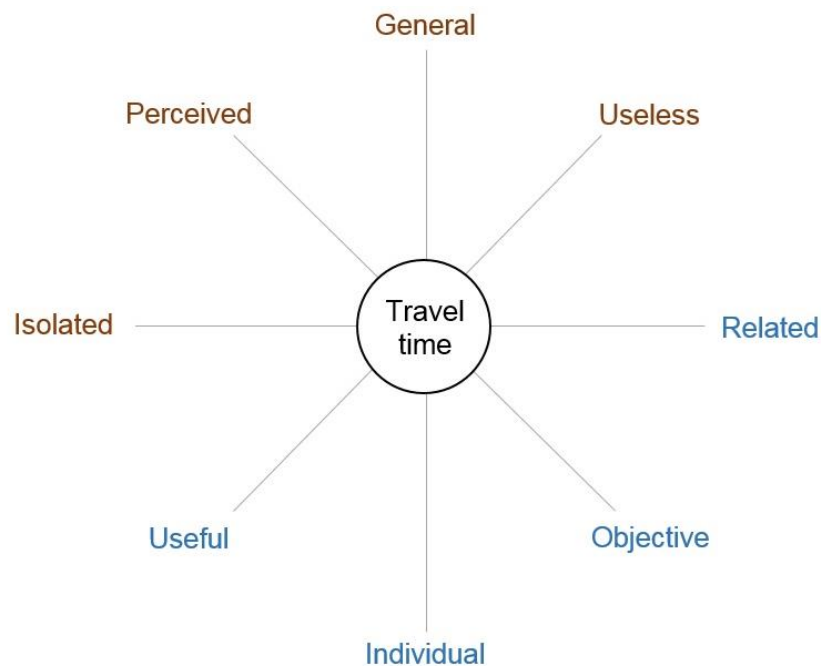 General
Perceived
Useless
Travel
time
Isolated
Related
Useful
Objective
Individual